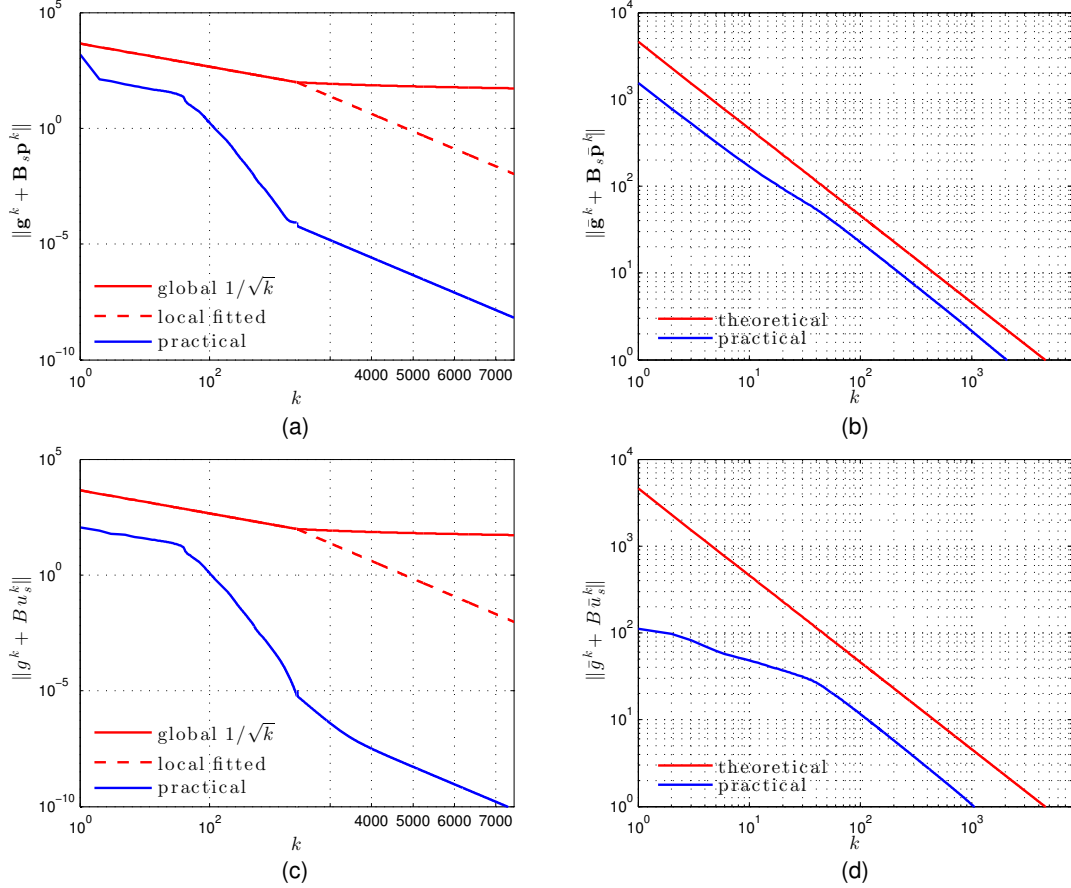 10^5
10^0
10^-5
10^-10
‖g^k + B_s p^k‖
global 1/√k
local fitted
practical
10^0 10^2 4000 5000 6000 7000
k
(a)
10^4
10^3
10^2
10^1
10^0
‖ḡ^k + B_s p̄^k‖
theoretical
practical
10^0 10^1 10^2 10^3
k
(b)
10^5
10^0
10^-5
10^-10
‖g^k + B u_s^k‖
global 1/√k
local fitted
practical
10^0 10^2 4000 5000 6000 7000
k
(c)
10^4
10^3
10^2
10^1
10^0
‖ḡ^k + B ū_s^k‖
theoretical
practical
10^0 10^1 10^2 10^3
k
(d)